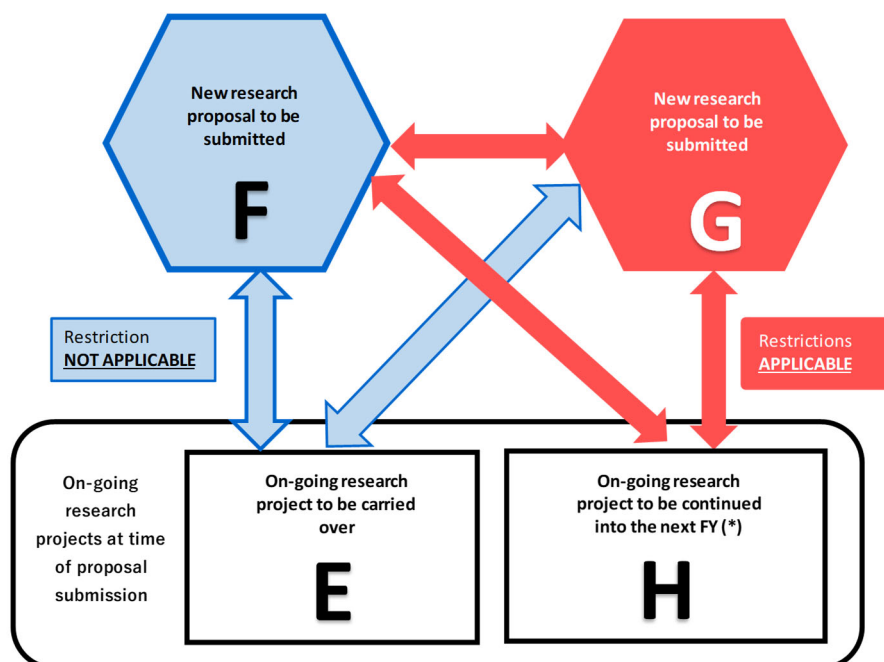 New research
proposal to be
submitted
F
New research
proposal to be
submitted
G
Restriction
NOT APPLICABLE
Restrictions
APPLICABLE
On-going
research
projects at time
of proposal
submission
On-going research
project to be carried
over
E
On-going research
project to be continued
into the next FY (*)
H